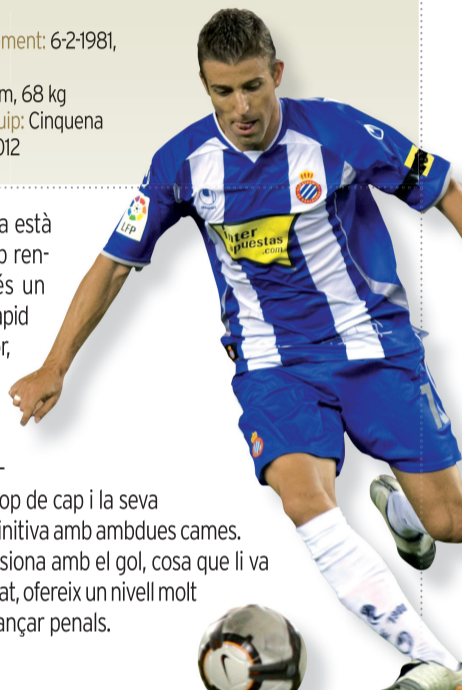 ment: 6-2-1981,
m, 68 kg
uip: Cinquena
012
a està
ren-
és un
pid
r,
-
op de cap i la seva
initiva amb ambdues cames.
siona amb el gol, cosa que li va
at, ofereix un nivell molt
ançar penals.
LFP
inter
apuestas
.com